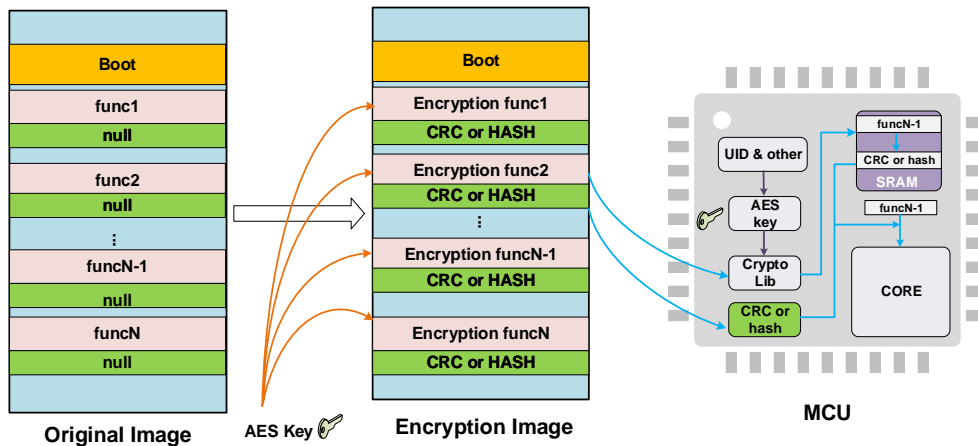 Boot
func1
null
func2
null
⋮
funcN-1
null
funcN
null
Original Image
AES Key
Boot
Encryption func1
CRC or HASH
Encryption func2
CRC or HASH
⋮
Encryption funcN-1
CRC or HASH
Encryption funcN
CRC or HASH
Encryption Image
UID & other
AES
key
Crypto
Lib
CRC or
hash
funcN-1
CRC or hash
SRAM
funcN-1
CORE
MCU